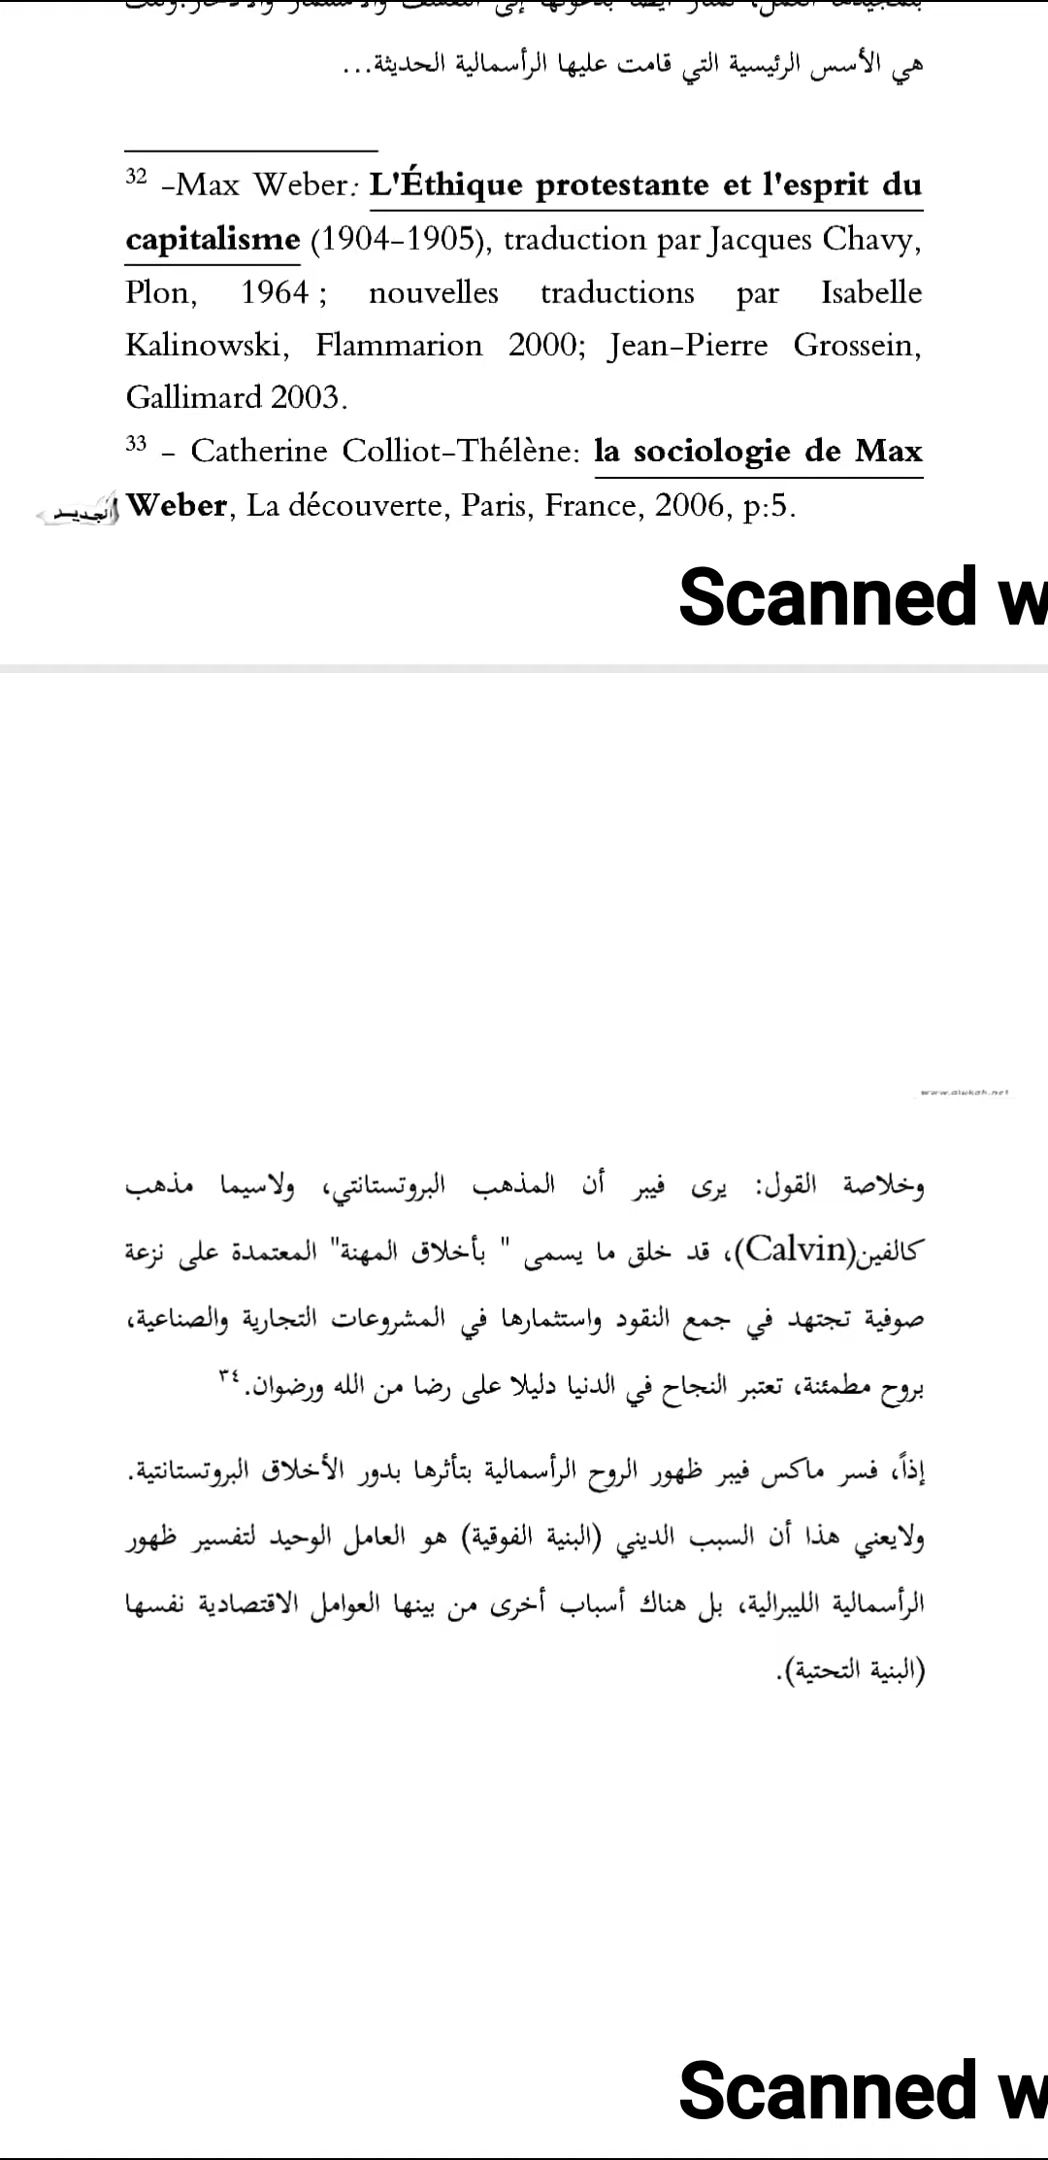 هي الأسس الرئيسية التي قامت عليها الرأسمالية الحديثة...
32 -Max Weber: L'Éthique protestante et l'esprit du
capitalisme (1904-1905), traduction par Jacques Chavy,
Plon, 1964 ; nouvelles traductions par Isabelle
Kalinowski, Flammarion 2000; Jean-Pierre Grossein,
Gallimard 2003.
33 - Catherine Colliot-Thélène: la sociologie de Max
Weber, La découverte, Paris, France, 2006, p:5.
الجديد
Scanned w
www.alukah.net
وخلاصة القول: يرى فيبر أن المذهب البروتستانتي، ولاسيما مذهب
كالفين(Calvin)، قد خلق ما يسمى " بأخلاق المهنة" المعتمدة على نزعة
صوفية تجتهد في جمع النقود واستثمارها في المشروعات التجارية والصناعية،
بروح مطمئنة، تعتبر النجاح في الدنيا دليلا على رضا من الله ورضوان.٣٤
إذاً، فسر ماكس فيبر ظهور الروح الرأسمالية بتأثرها بدور الأخلاق البروتستانتية.
ولايعني هذا أن السبب الديني (البنية الفوقية) هو العامل الوحيد لتفسير ظهور
الرأسمالية الليبرالية، بل هناك أسباب أخرى من بينها العوامل الاقتصادية نفسها
(البنية التحتية).
Scanned w